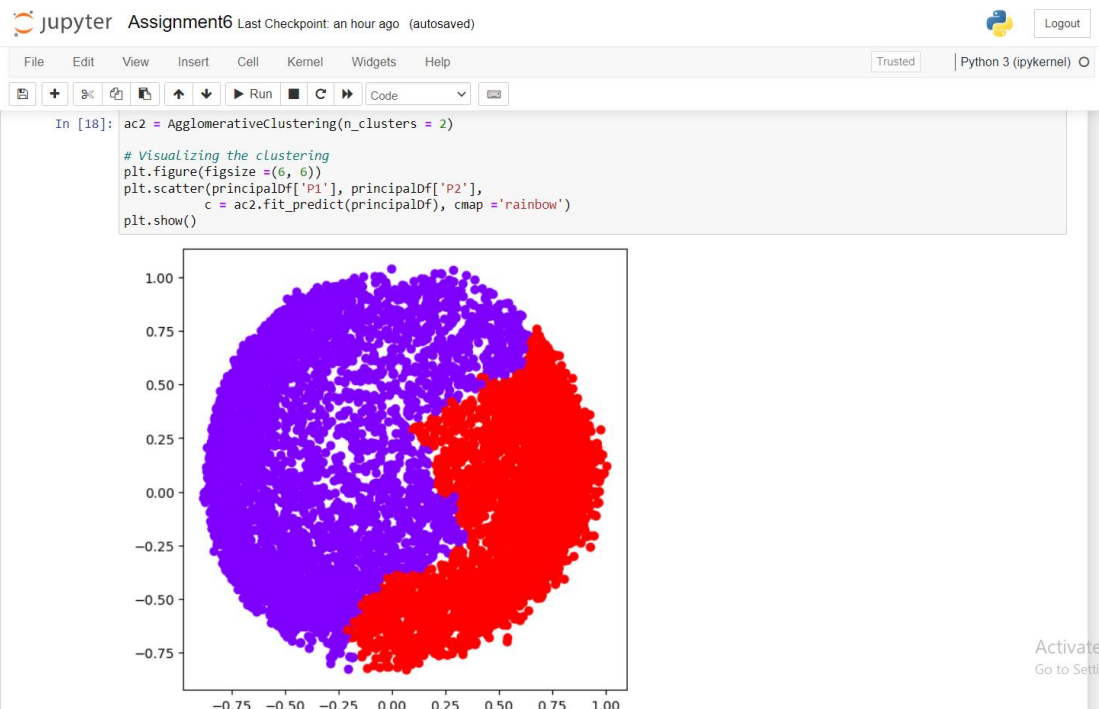 jupyter Assignment6 Last Checkpoint: an hour ago (autosaved)
Logout
File Edit View Insert Cell Kernel Widgets Help
Trusted
Python 3 (ipykernel)
Run
Code
In [18]: ac2 = AgglomerativeClustering(n_clusters = 2)
# Visualizing the clustering
plt.figure(figsize =(6, 6))
plt.scatter(principalDf['P1'], principalDf['P2'],
c = ac2.fit_predict(principalDf), cmap ='rainbow')
plt.show()
1.00
0.75
0.50
0.25
0.00
−0.25
−0.50
−0.75
−0.75 −0.50 −0.25 0.00 0.25 0.50 0.75 1.00
Activate
Go to Setti